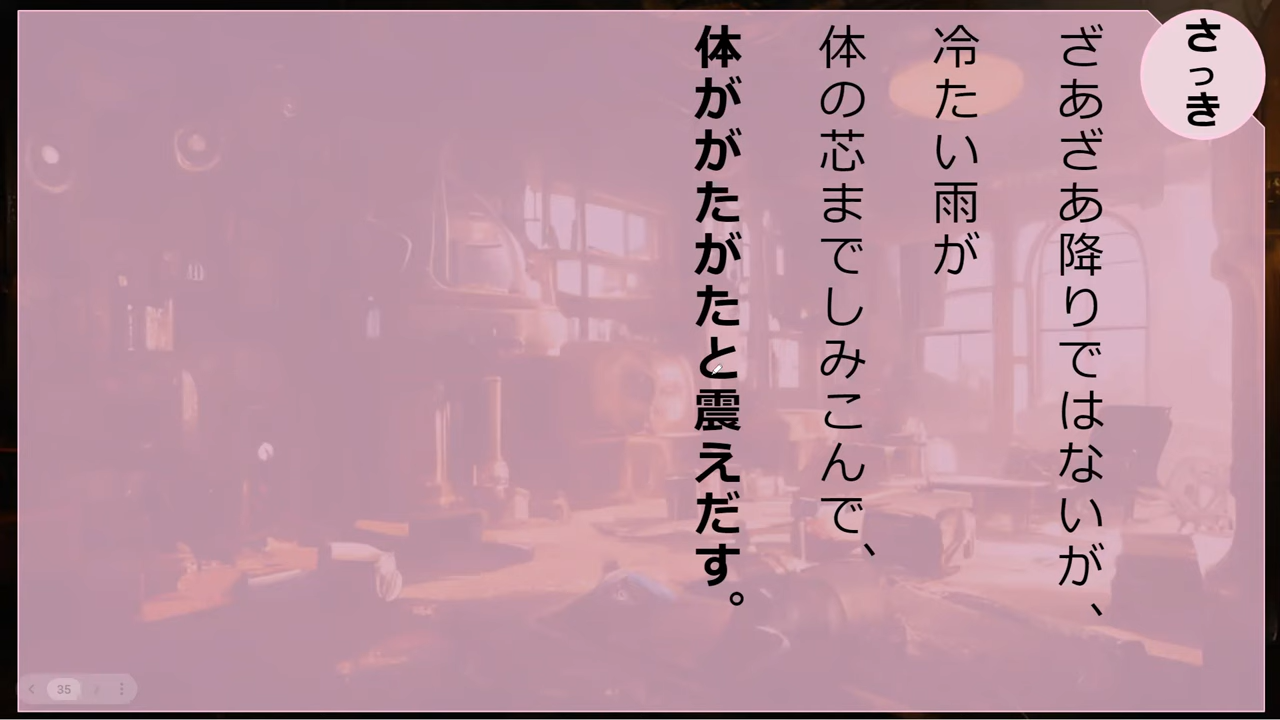 さっき
ざあざあ降りではないが、
冷たい雨が
体の芯までしみこんで、
体ががたがたと震えだす。
35